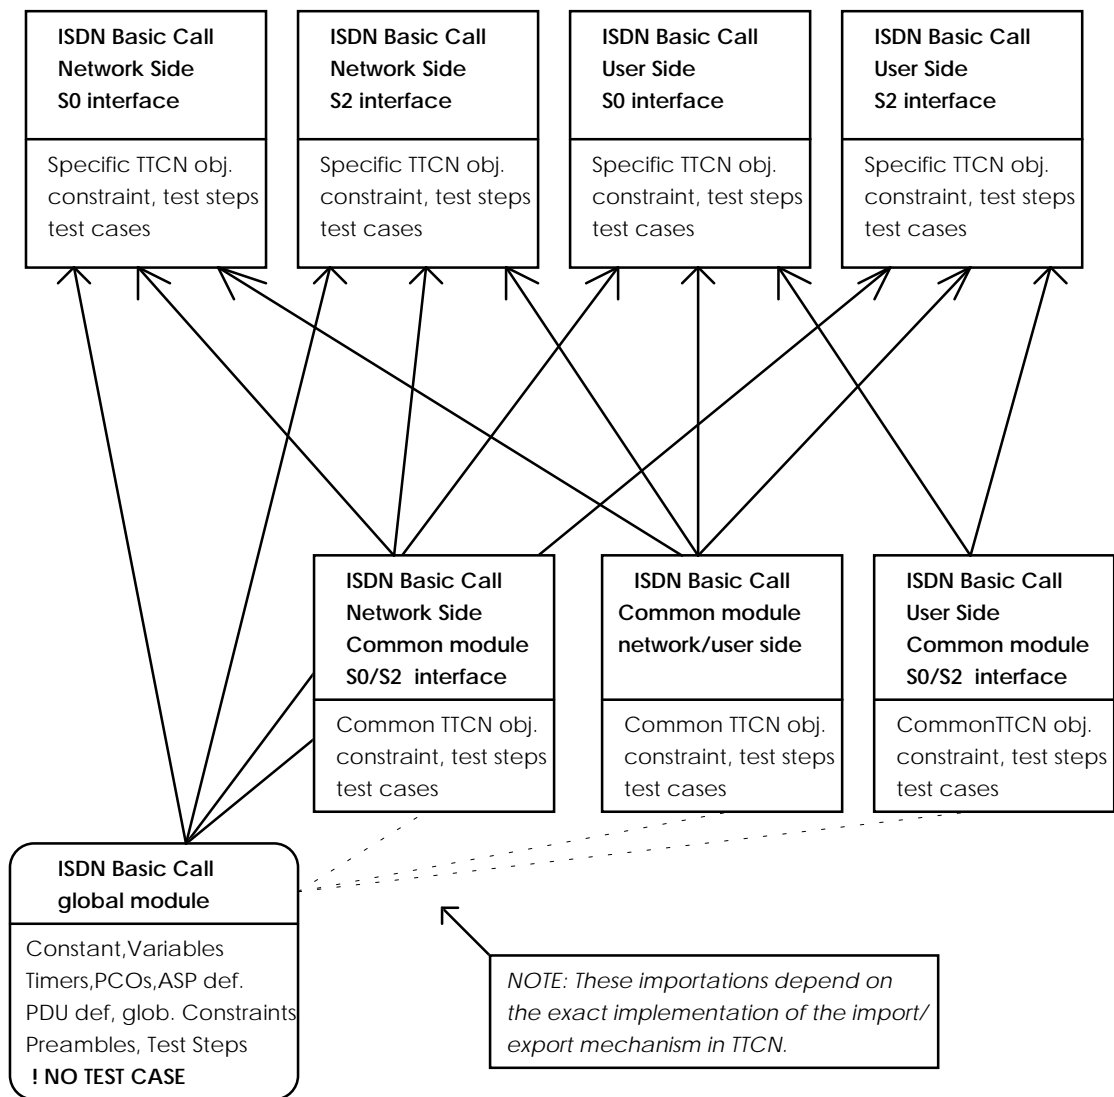 ISDN Basic Call
Network Side
S0 interface
Specific TTCN obj.
constraint, test steps
test cases
ISDN Basic Call
Network Side
S2 interface
Specific TTCN obj.
constraint, test steps
test cases
ISDN Basic Call
User Side
S0 interface
Specific TTCN obj.
constraint, test steps
test cases
ISDN Basic Call
User Side
S2 interface
Specific TTCN obj.
constraint, test steps
test cases
ISDN Basic Call
Network Side
Common module
S0/S2 interface
Common TTCN obj.
constraint, test steps
test cases
ISDN Basic Call
Common module
network/user side
Common TTCN obj.
constraint, test steps
test cases
ISDN Basic Call
User Side
Common module
S0/S2 interface
CommonTTCN obj.
constraint, test steps
test cases
ISDN Basic Call
global module
Constant,Variables
Timers,PCOs,ASP def.
PDU def, glob. Constraints
Preambles, Test Steps
! NO TEST CASE
NOTE: These importations depend on
the exact implementation of the import/
export mechanism in TTCN.